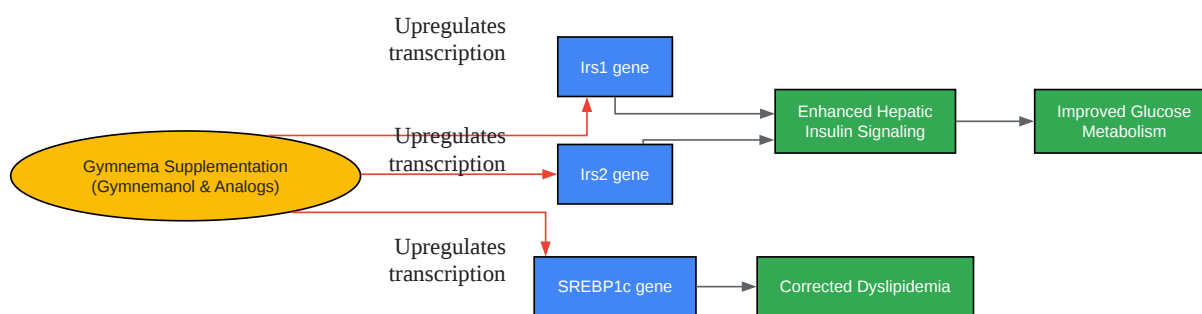 Upregulates
transcription
Irs1 gene
Enhanced Hepatic
Insulin Signaling
Improved Glucose
Metabolism
Upregulates
transcription
Gymnema Supplementation
(Gymnemanol & Analogs)
Irs2 gene
Upregulates
transcription
SREBP1c gene
Corrected Dyslipidemia